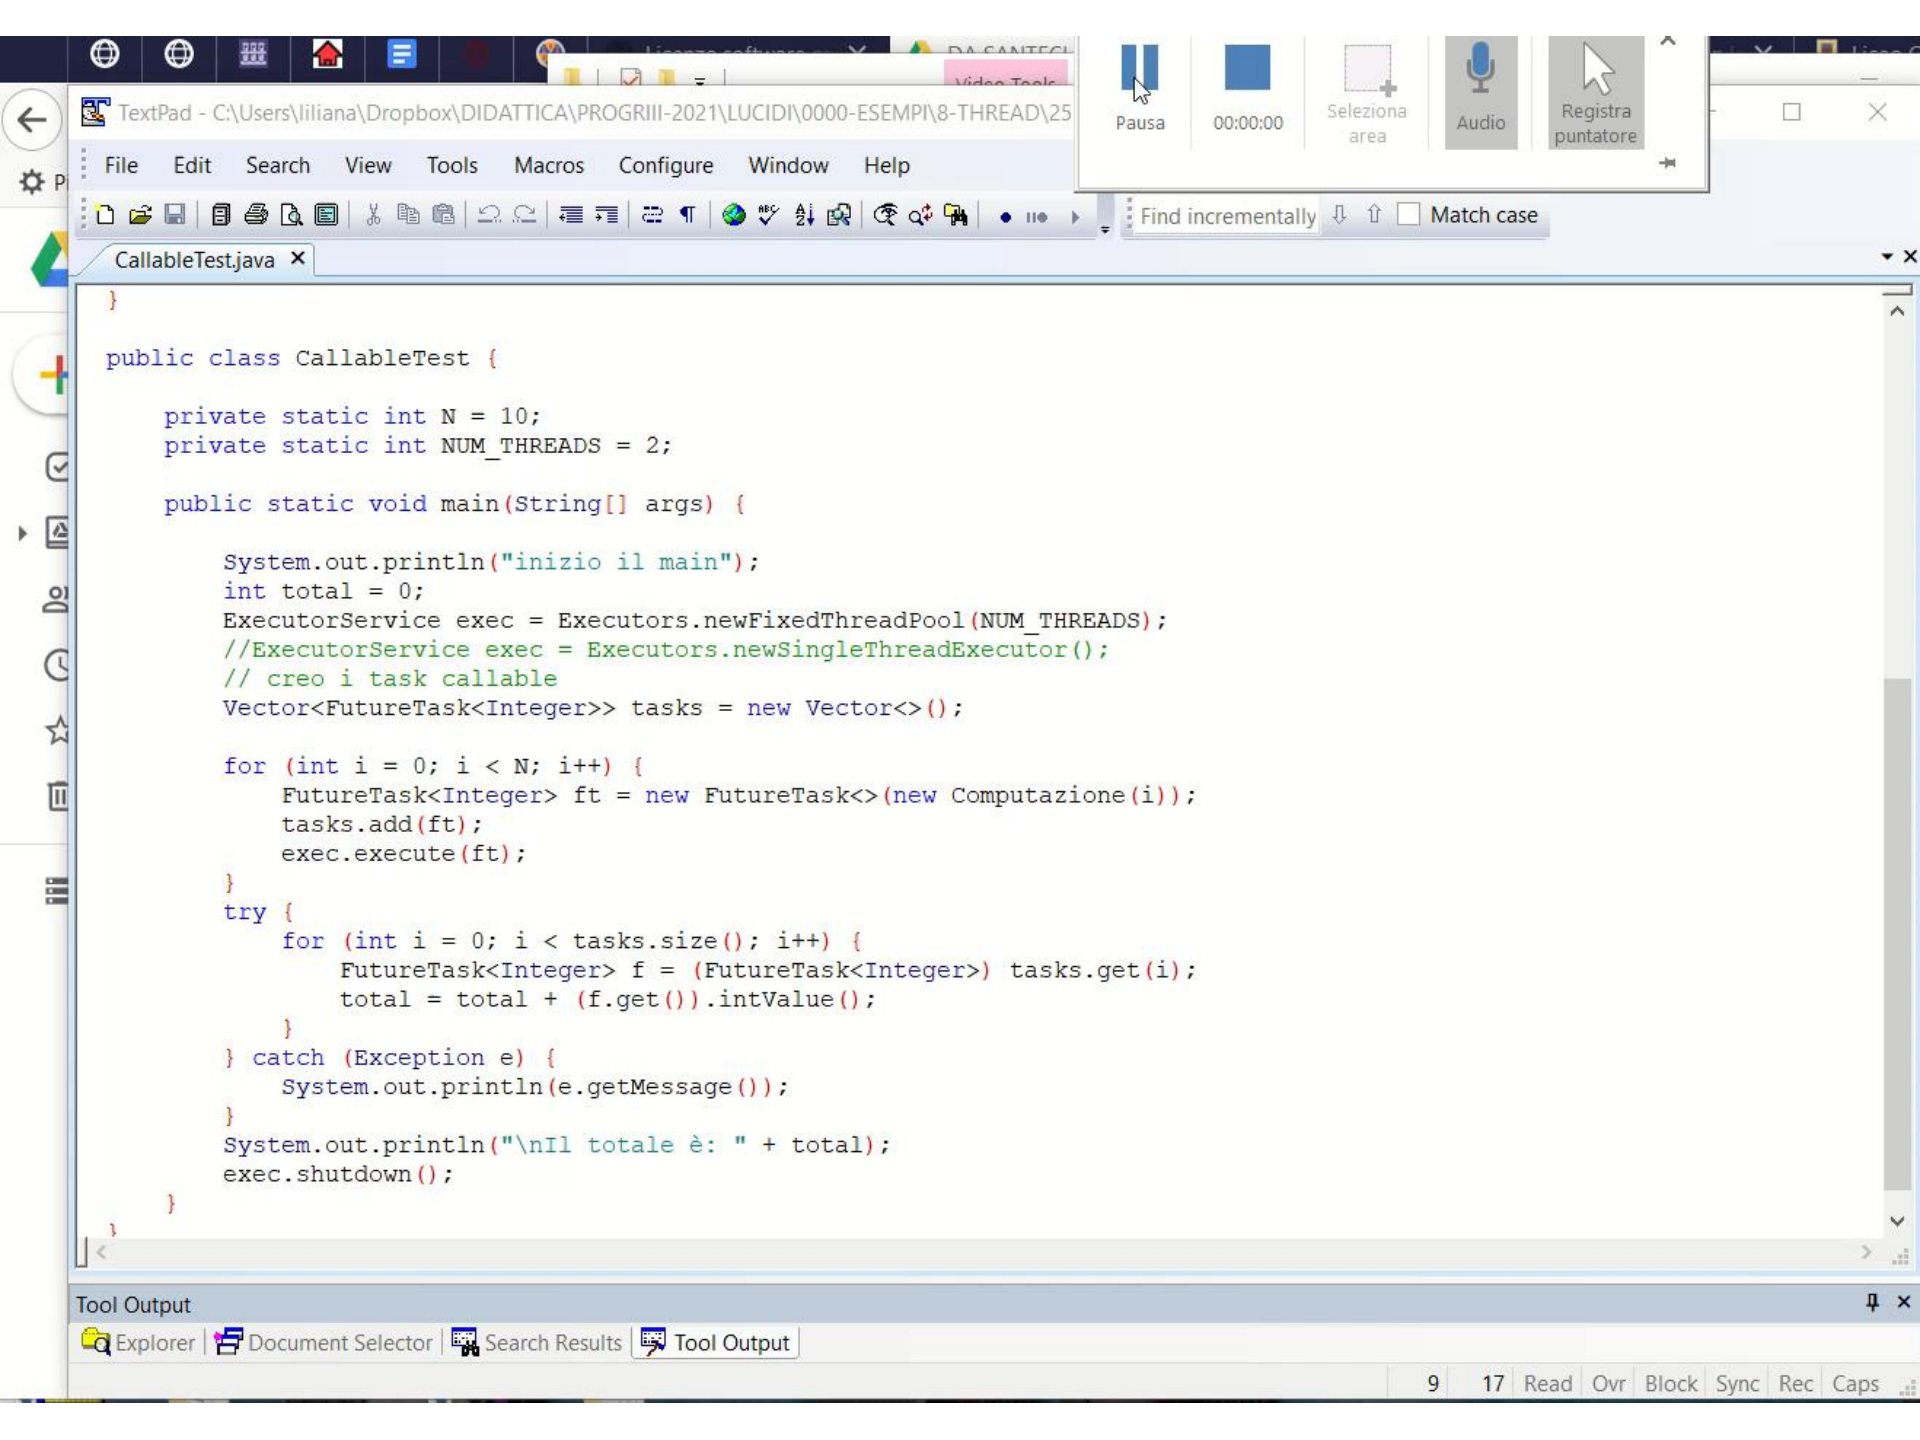 Video Tools
TextPad - C:\Users\liliana\Dropbox\DIDATTICA\PROGRIII-2021\LUCIDI\0000-ESEMPI\8-THREAD\25
Pausa
00:00:00
Seleziona area
Audio
Registra puntatore
File Edit Search View Tools Macros Configure Window Help
Find incrementally
Match case
CallableTest.java
}
public class CallableTest {
private static int N = 10;
private static int NUM_THREADS = 2;
public static void main(String[] args) {
System.out.println("inizio il main");
int total = 0;
ExecutorService exec = Executors.newFixedThreadPool(NUM_THREADS);
//ExecutorService exec = Executors.newSingleThreadExecutor();
// creo i task callable
Vector<FutureTask<Integer>> tasks = new Vector<>();
for (int i = 0; i < N; i++) {
FutureTask<Integer> ft = new FutureTask<>(new Computazione(i));
tasks.add(ft);
exec.execute(ft);
}
try {
for (int i = 0; i < tasks.size(); i++) {
FutureTask<Integer> f = (FutureTask<Integer>) tasks.get(i);
total = total + (f.get()).intValue();
}
} catch (Exception e) {
System.out.println(e.getMessage());
}
System.out.println("\nIl totale è: " + total);
exec.shutdown();
}
}
Tool Output
Explorer Document Selector Search Results Tool Output
9 17 Read Ovr Block Sync Rec Caps